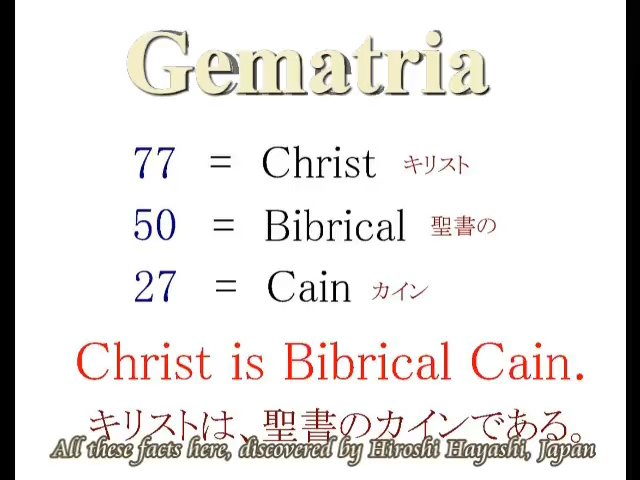 Gematria
77 = Christ キリスト
50 = Bibrical 聖書の
27 = Cain カイン
Christ is Bibrical Cain.
キリストは、聖書のカインである。
All these facts here, discovered by Hiroshi Hayashi, Japan